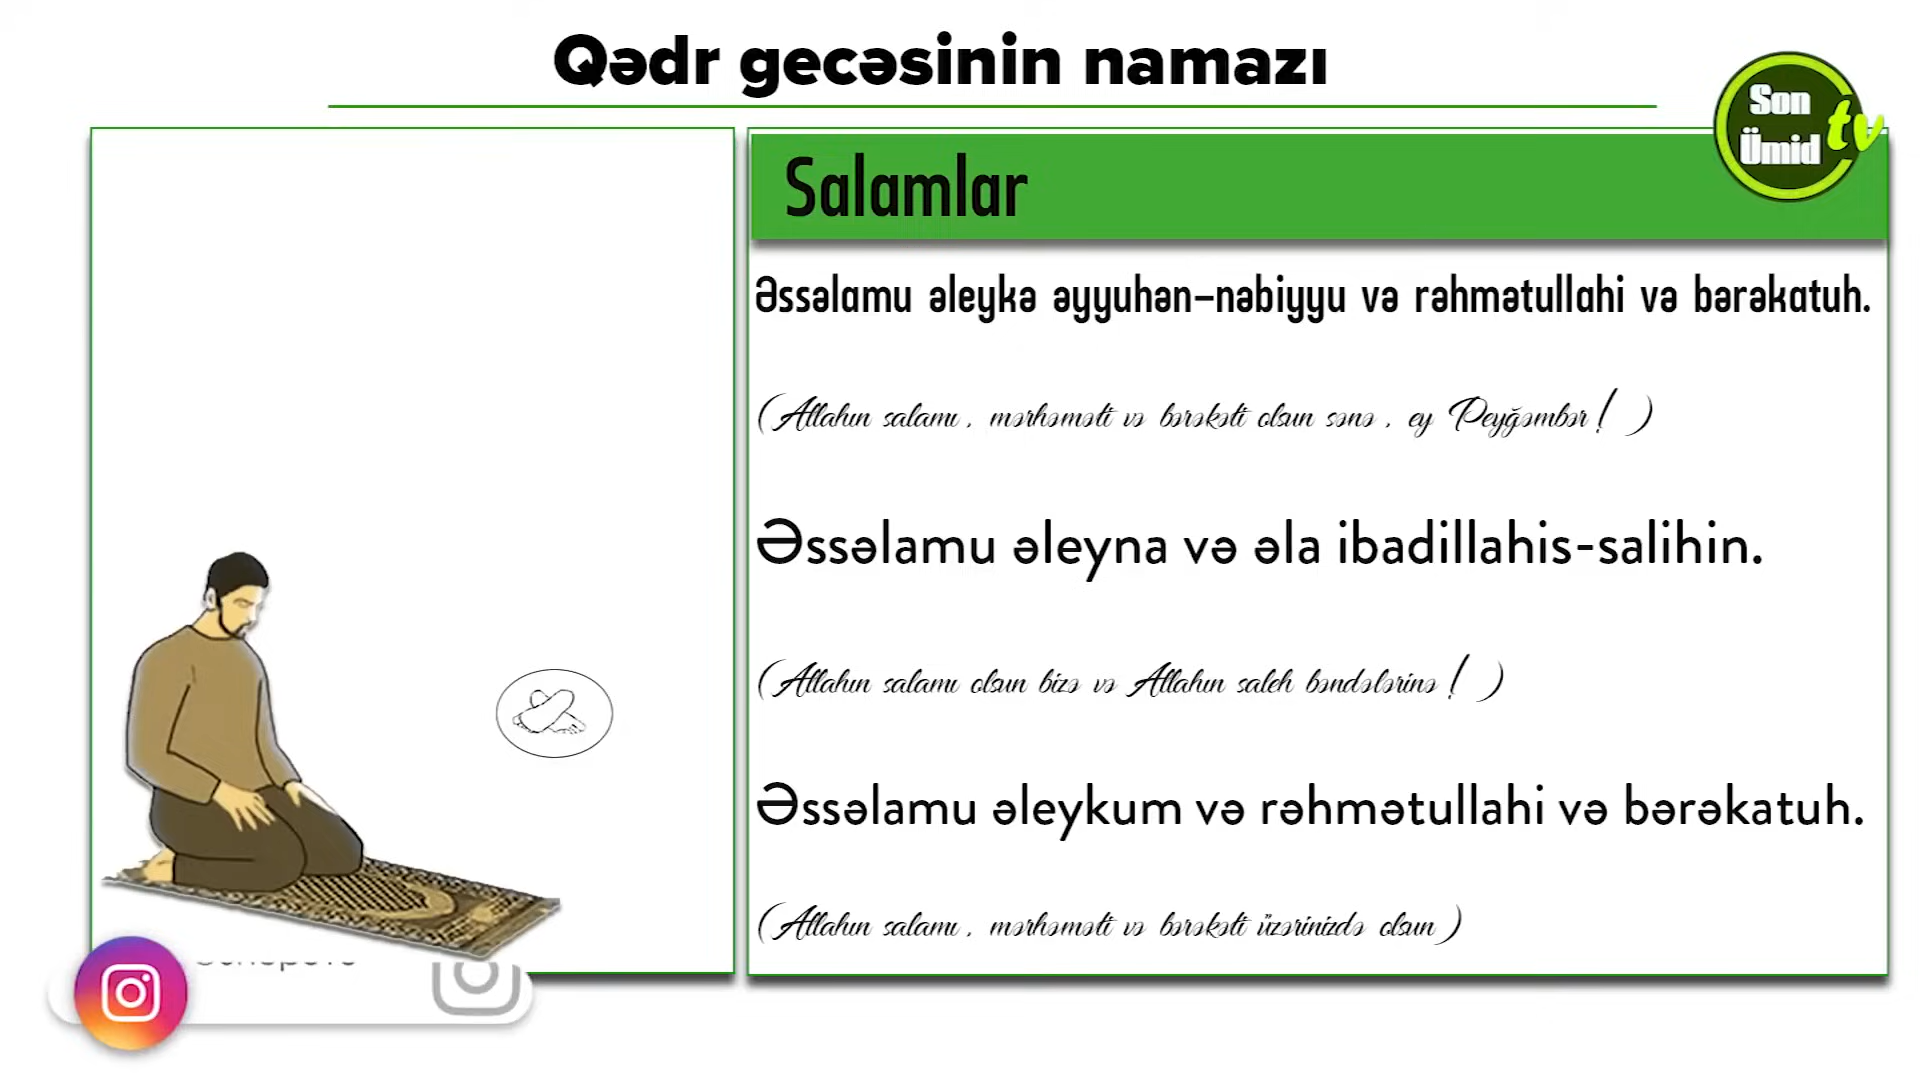 Qədr gecəsinin namazı
Son
Ümid
tv
Salamlar
Əssəlamu əleykə əyyuhən-nəbiyyu və rəhmətullahi və bərəkatuh.
(Allahın salamı, mərhəməti və bərəkəti olsun sənə, ey Peyğəmbər! )
Əssəlamu əleyna və əla ibadillahis-salihin.
(Allahın salamı olsun bizə və Allahın saleh bəndələrinə! )
Əssəlamu əleykum və rəhmətullahi və bərəkatuh.
(Allahın salamı, mərhəməti və bərəkəti üzərinizdə olsun)